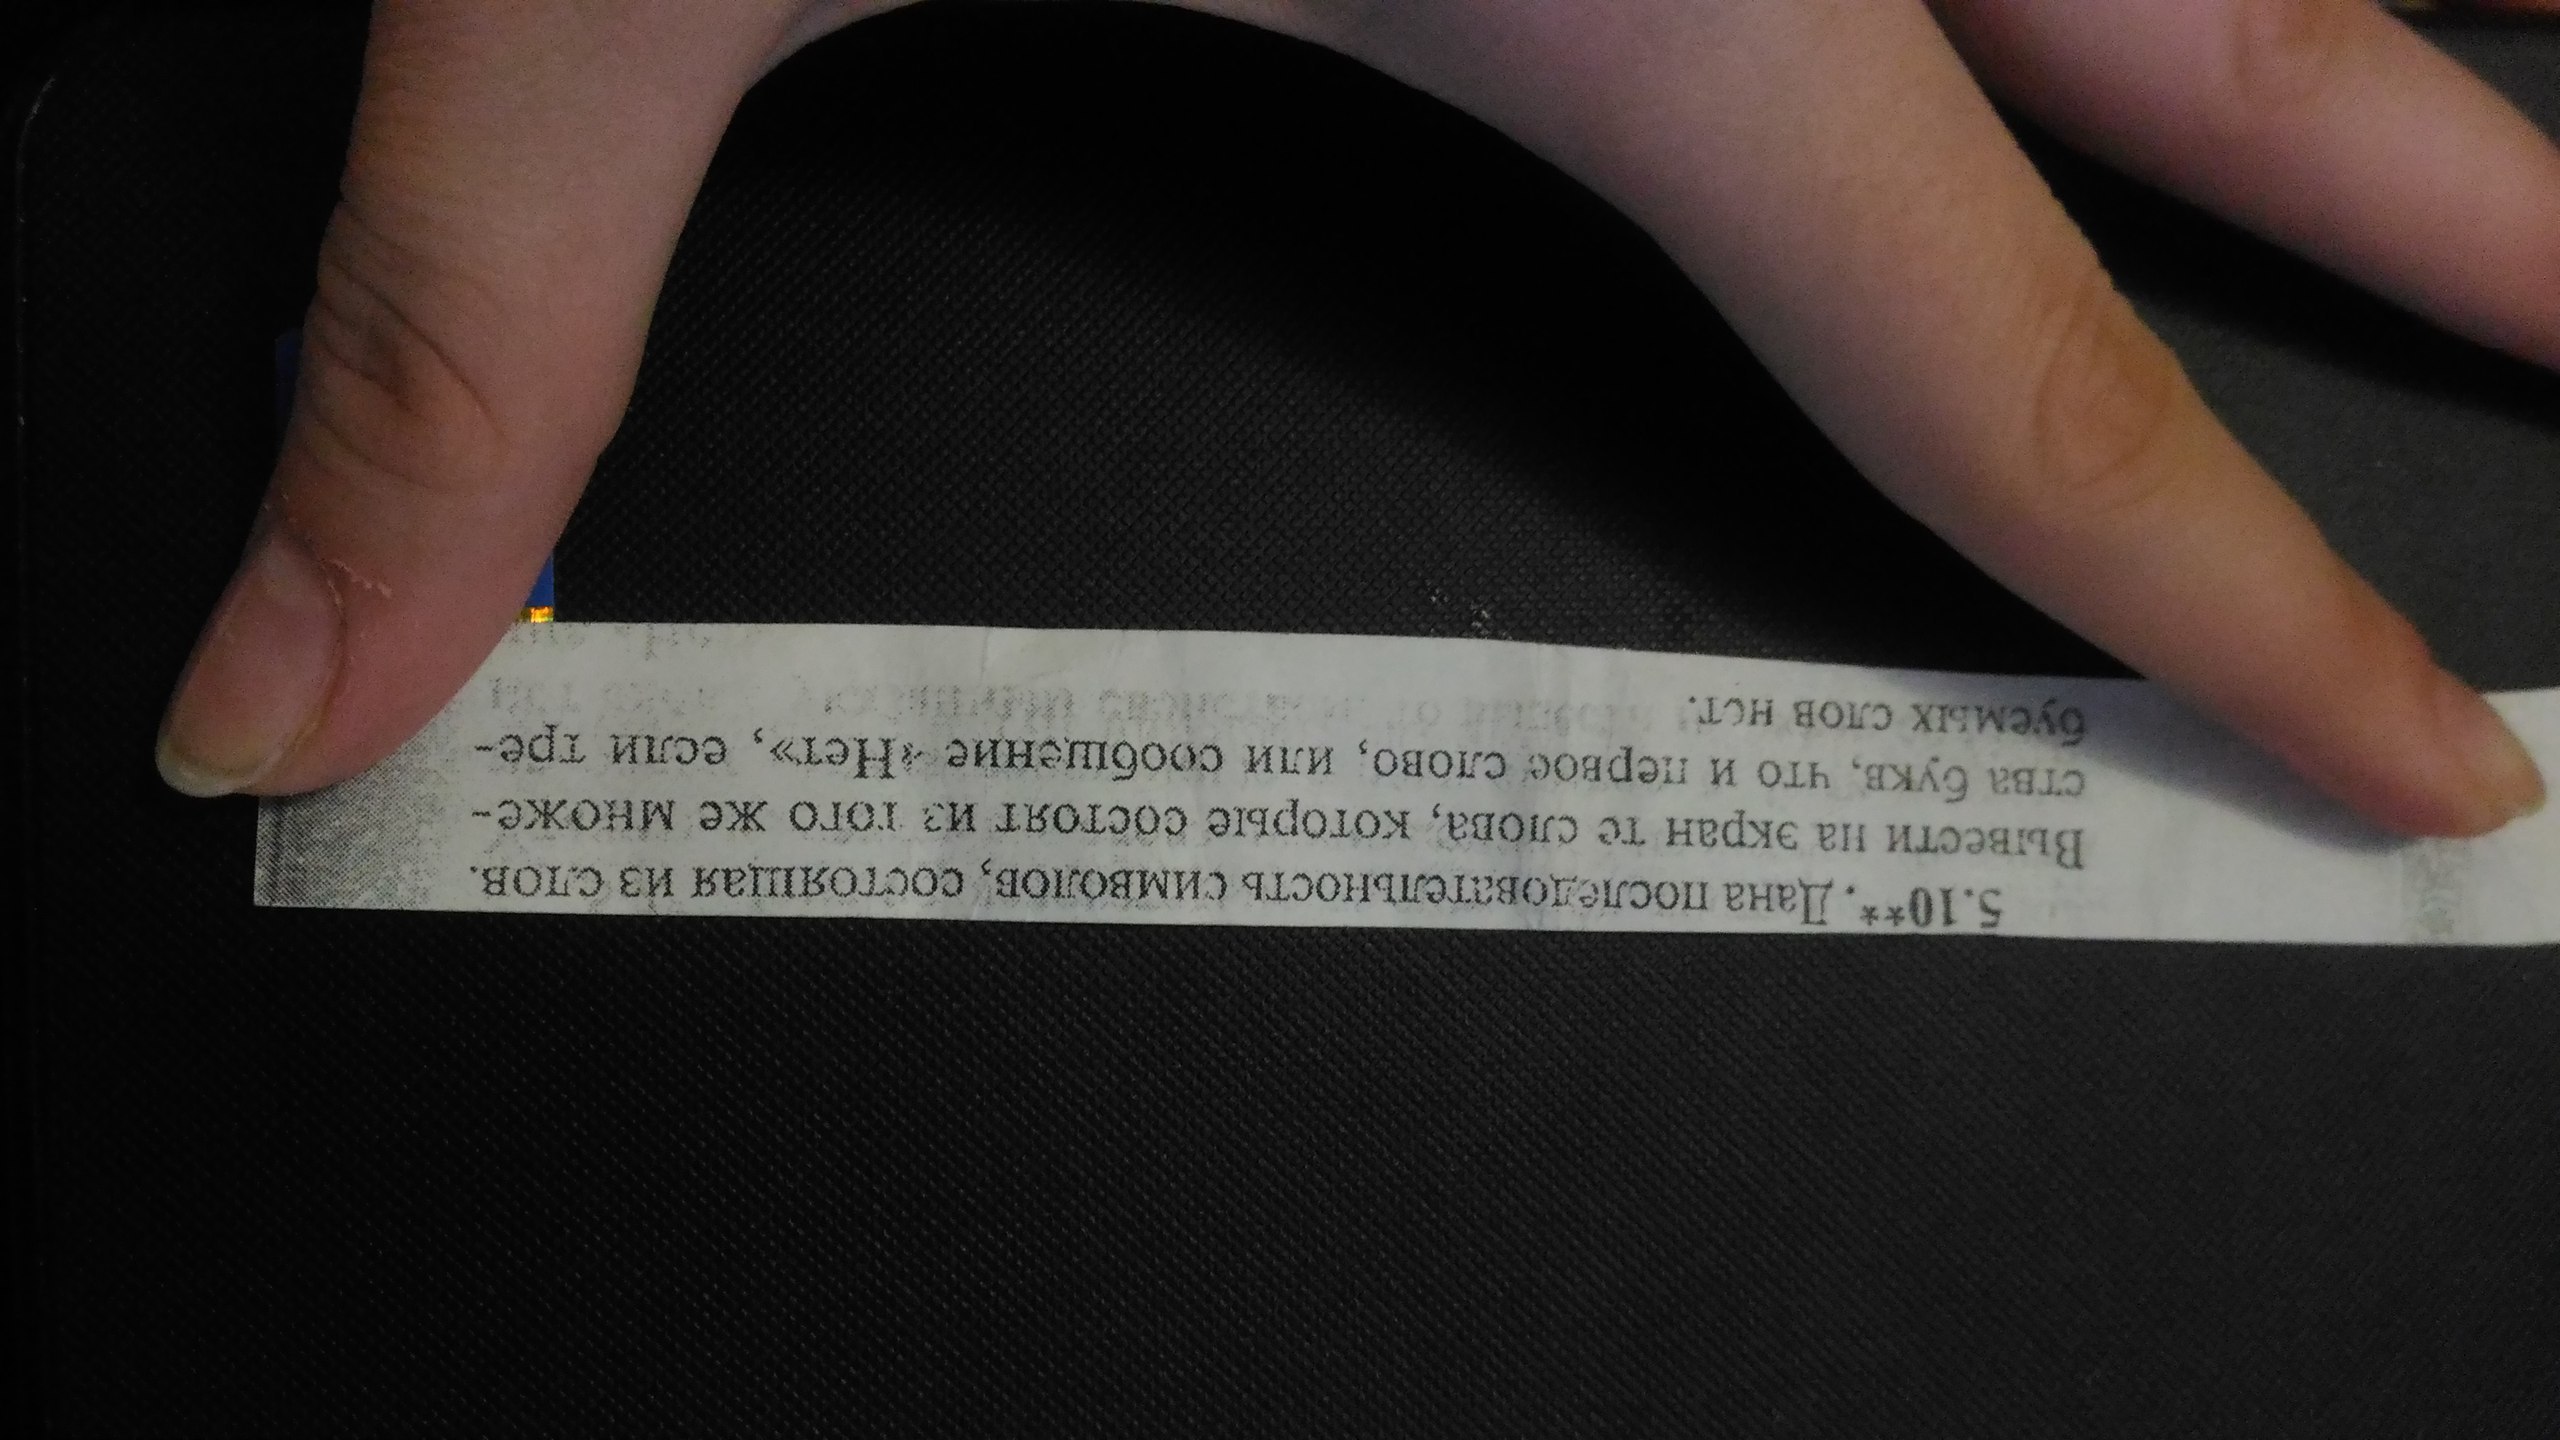 5.10**. Дана последовательность символов, состоящая из слов.
Вывести на экран те слова, которые состоят из того же множе-
ства букв, что и первое слово, или сообщение «Нет», если тре-
буемых слов нет.